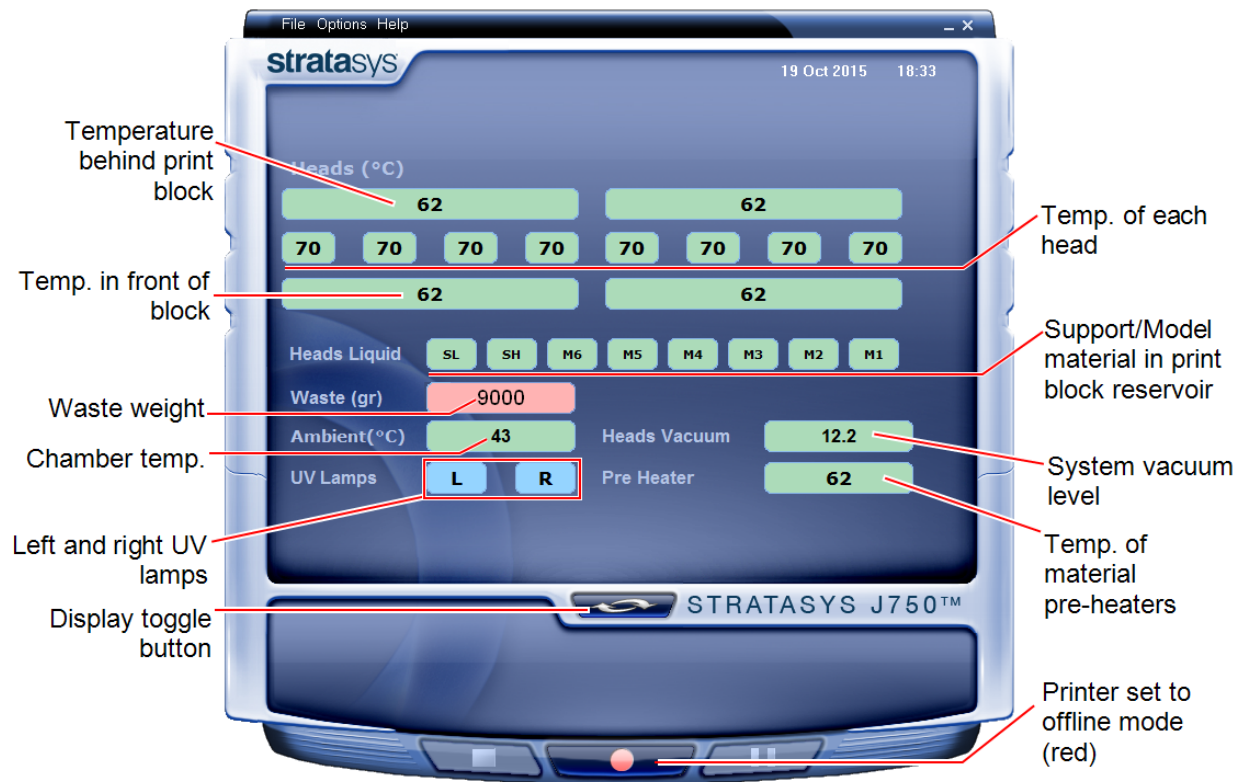 File Options Help
stratasys
19 Oct 2015 18:33
Temperature
behind print
block
Heads (°C)
62 62
70 70 70 70 70 70 70 70
Temp. of each
head
Temp. in front of
block
62 62
Heads Liquid SL SH M6 M5 M4 M3 M2 M1
Support/Model
material in print
block reservoir
Waste weight
Waste (gr) 9000
Chamber temp.
Ambient(°C) 43 Heads Vacuum 12.2
System vacuum
level
UV Lamps L R Pre Heater 62
Left and right UV
lamps
Temp. of
material
pre-heaters
Display toggle
button
STRATASYS J750™
Printer set to
offline mode
(red)